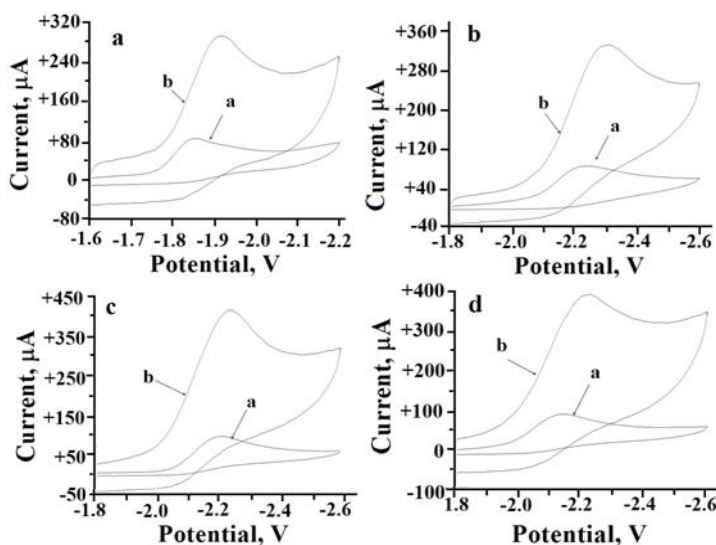 a
+320
+240
+160
+80
0
-80
Current, µA
b
a
-1.6 -1.7 -1.8 -1.9 -2.1 -2.1 -2.2
Potential, V
b
+360
+280
+200
+120
+40
-40
Current, µA
b
a
-1.8 -2.0 -2.2 -2.4 -2.6
Potential, V
c
+450
+350
+250
+150
+50
-50
Current, µA
b
a
-1.8 -2.0 -2.2 -2.4 -2.6
Potential, V
d
+400
+300
+200
+100
0
-100
Current, µA
b
a
-1.8 -2.0 -2.2 -2.4 -2.6
Potential, V